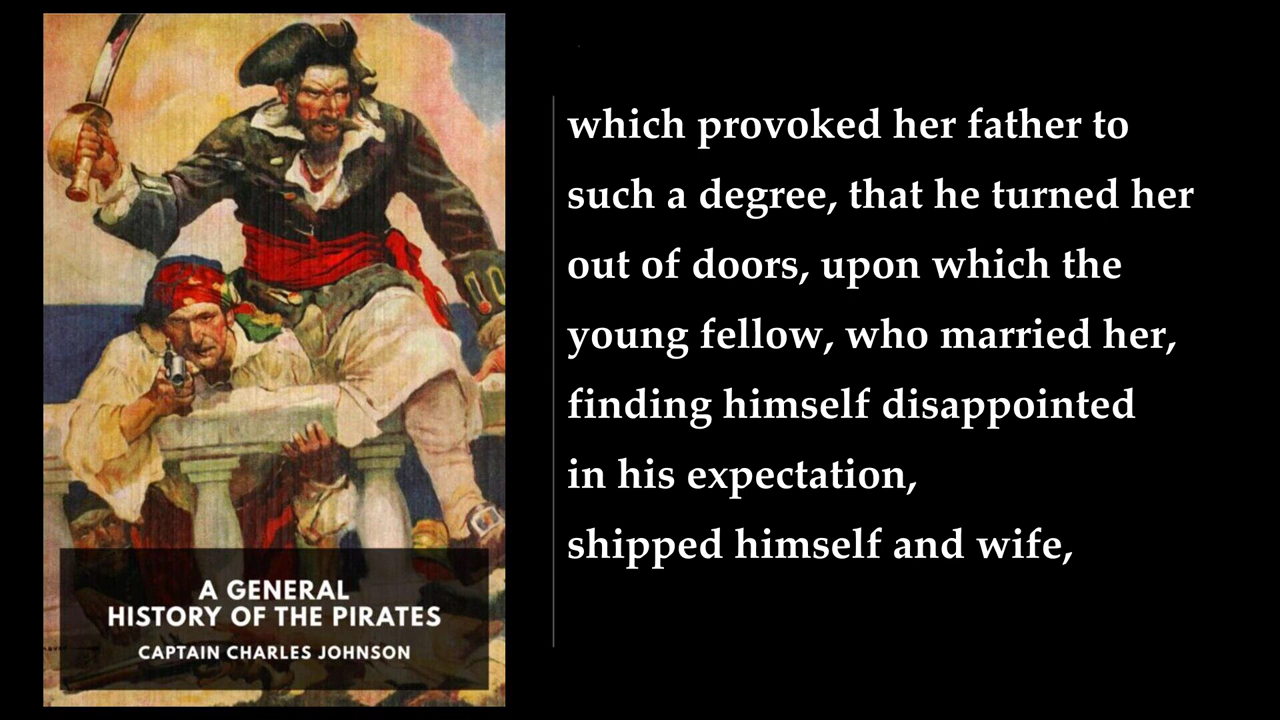 A GENERAL
HISTORY OF THE PIRATES
CAPTAIN CHARLES JOHNSON
which provoked her father to
such a degree, that he turned her
out of doors, upon which the
young fellow, who married her,
finding himself disappointed
in his expectation,
shipped himself and wife,